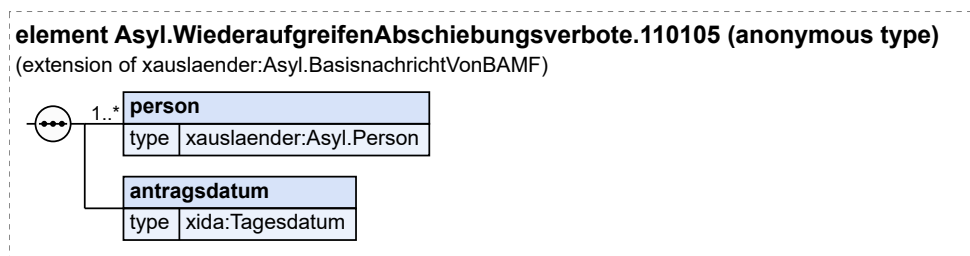 element Asyl.WiederaufgreifenAbschiebungsverbote.110105 (anonymous type)
(extension of xauslaender:Asyl.BasisnachrichtVonBAMF)
1..* person
type xauslaender:Asyl.Person
antragsdatum
type xida:Tagesdatum